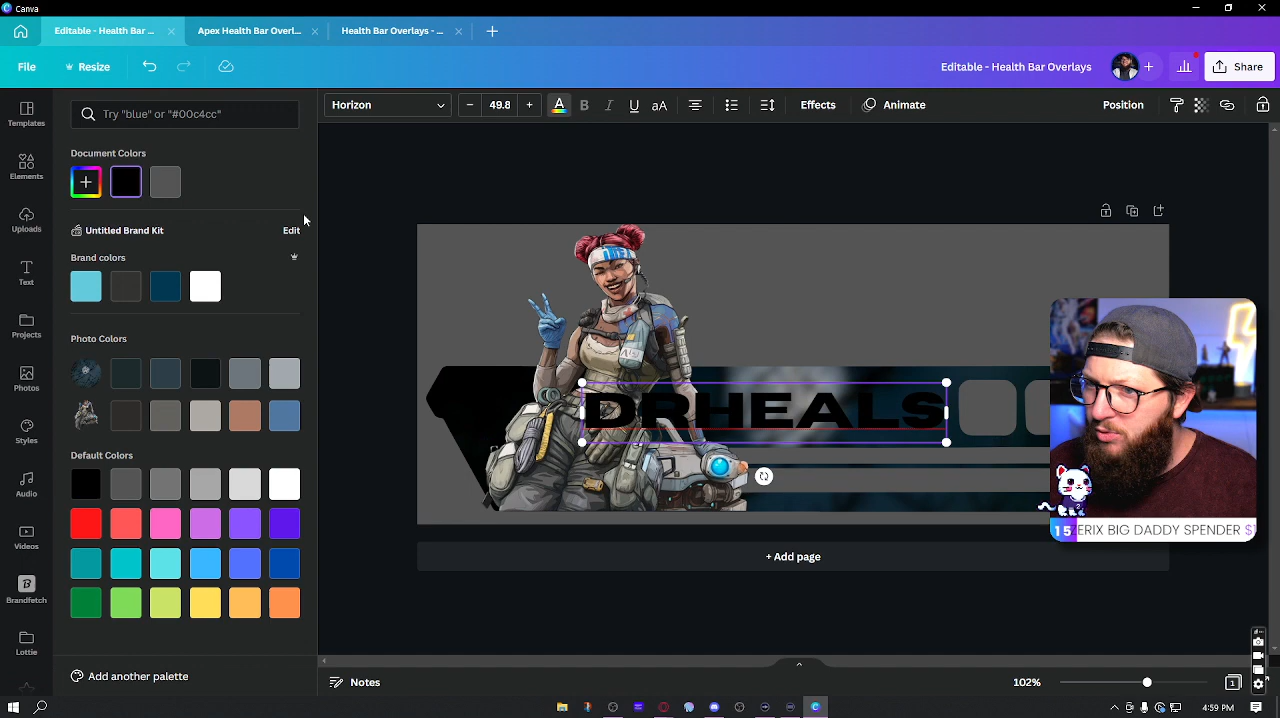 Canva
Editable - Health Bar ...
Apex Health Bar Overl...
Health Bar Overlays - ...
File
Resize
Editable - Health Bar Overlays
Share
Templates
Elements
Uploads
Text
Projects
Photos
Styles
Audio
Videos
Brandfetch
Lottie
Try "blue" or "#00c4cc"
Document Colors
Untitled Brand Kit
Edit
Brand colors
Photo Colors
Default Colors
Add another palette
Horizon
49.8
A
B
I
U
aA
Effects
Animate
Position
DRHEALS
+ Add page
15
ERIX BIG DADDY SPENDER
Notes
102%
1
4:59 PM